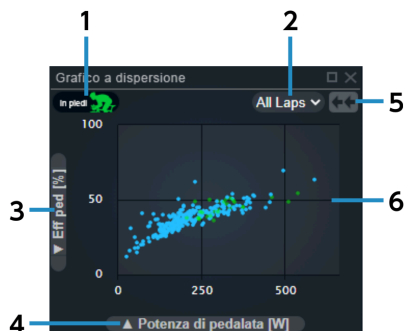 1
2
Grafico a dispersione
In piedi
All Laps
5
100
50
0
3
Eff ped [%]
6
0
250
500
4
Potenza di pedalata [W]